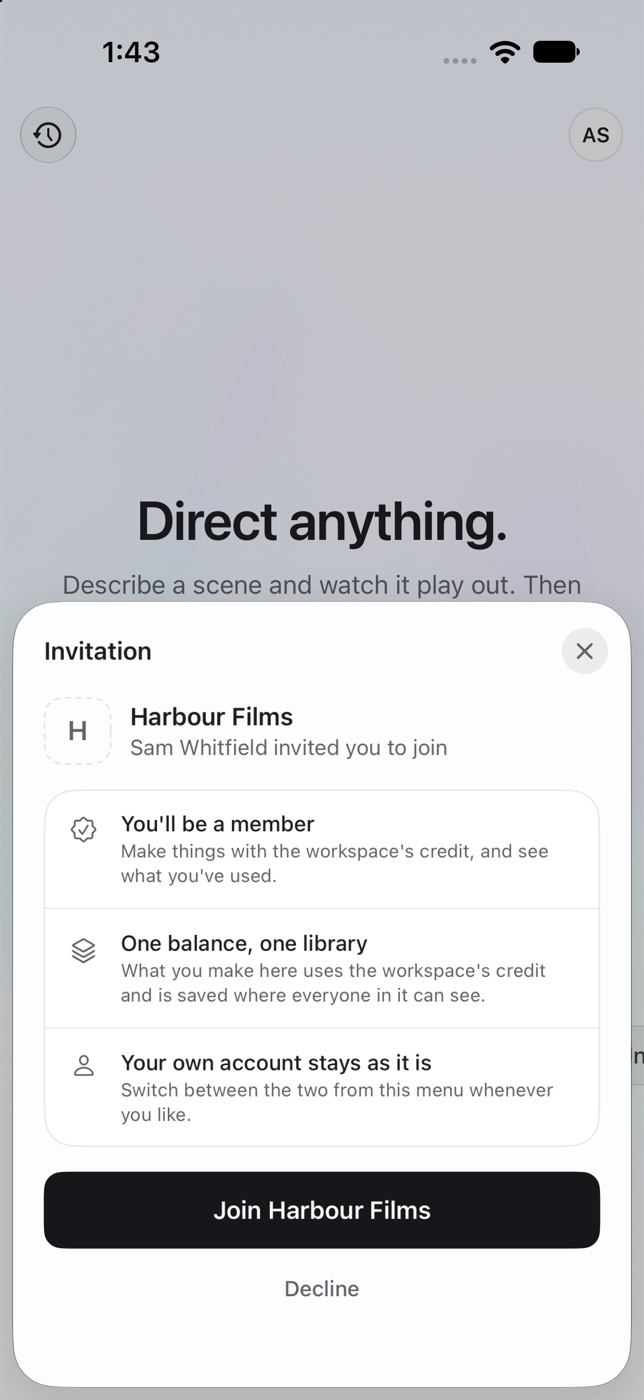 1:43
AS
Direct anything.
Describe a scene and watch it play out. Then
Invitation
H
Harbour Films
Sam Whitfield invited you to join
You'll be a member
Make things with the workspace's credit, and see
what you've used.
One balance, one library
What you make here uses the workspace's credit
and is saved where everyone in it can see.
Your own account stays as it is
Switch between the two from this menu whenever
you like.
Join Harbour Films
Decline